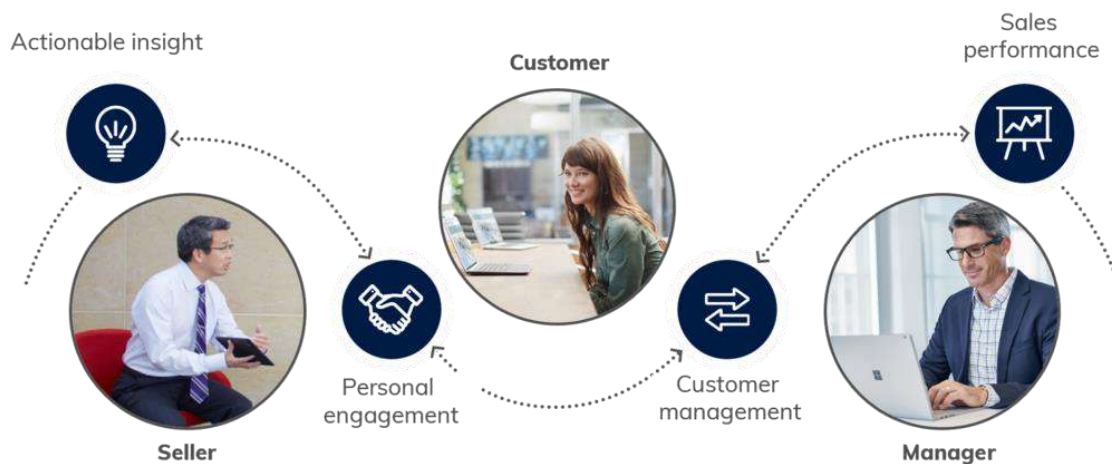 Actionable insight
Customer
Sales
performance
Personal
engagement
Customer
management
Seller
Manager